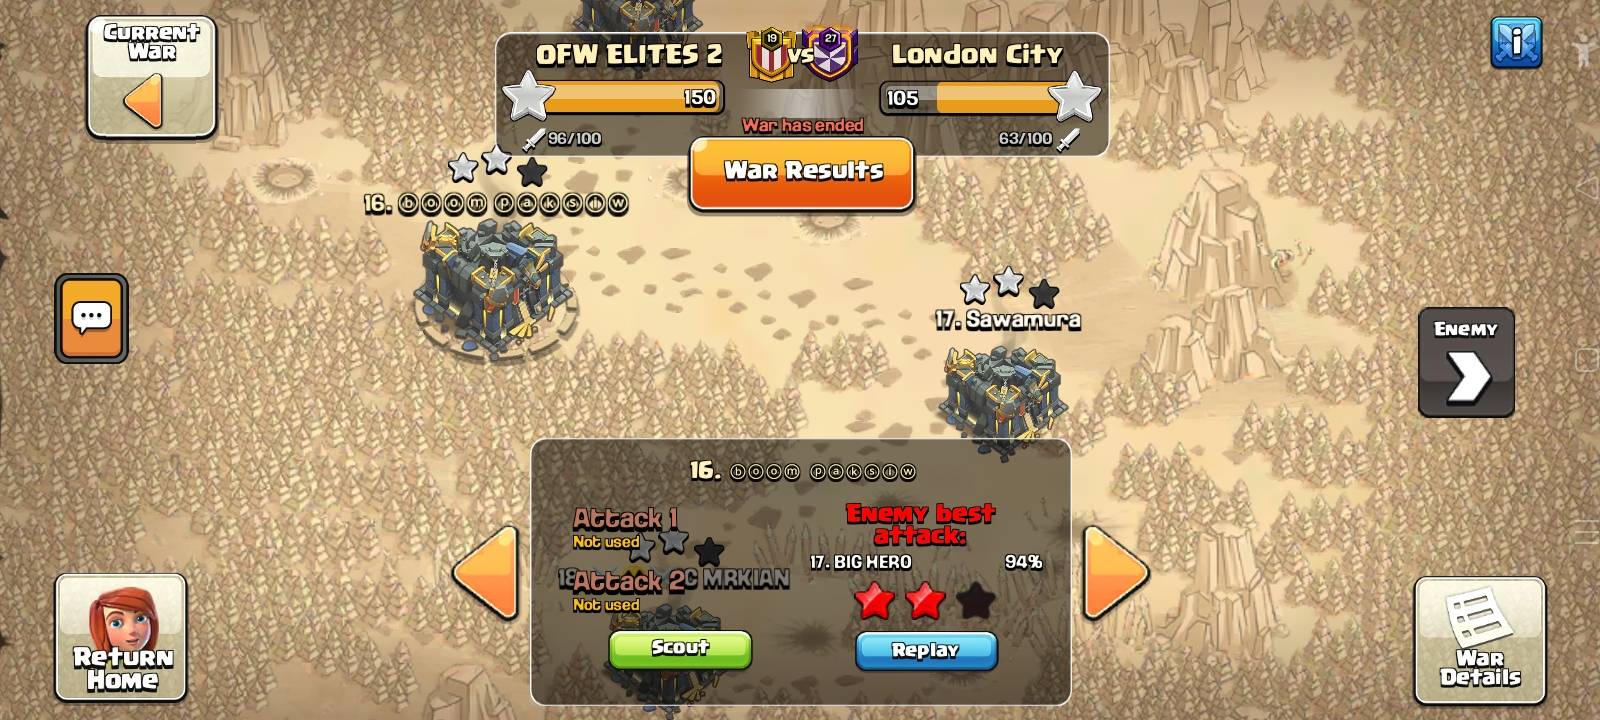 Current
War
OFW ELITES 2
19
vs
27
London City
150
105
War has ended
96/100
63/100
War Results
16. ⓑⓞⓞⓜ ⓟⓐⓚⓢⓘⓦ
17. Sawamura
Enemy
16. ⓑⓞⓞⓜ ⓟⓐⓚⓢⓘⓦ
Attack 1
Not used
Attack 2
Not used
Enemy best
attack:
17. BIG HERO
94%
MRKIAN
Scout
Replay
Return
Home
War
Details